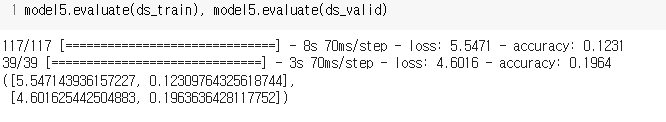 1 model5.evaluate(ds_train), model5.evaluate(ds_valid)
117/117 [==============================] - 8s 70ms/step - loss: 5.5471 - accuracy: 0.1231
39/39 [==============================] - 3s 70ms/step - loss: 4.6016 - accuracy: 0.1964
([5.547143936157227, 0.12309764325618744],
[4.601625442504883, 0.1963636428117752])